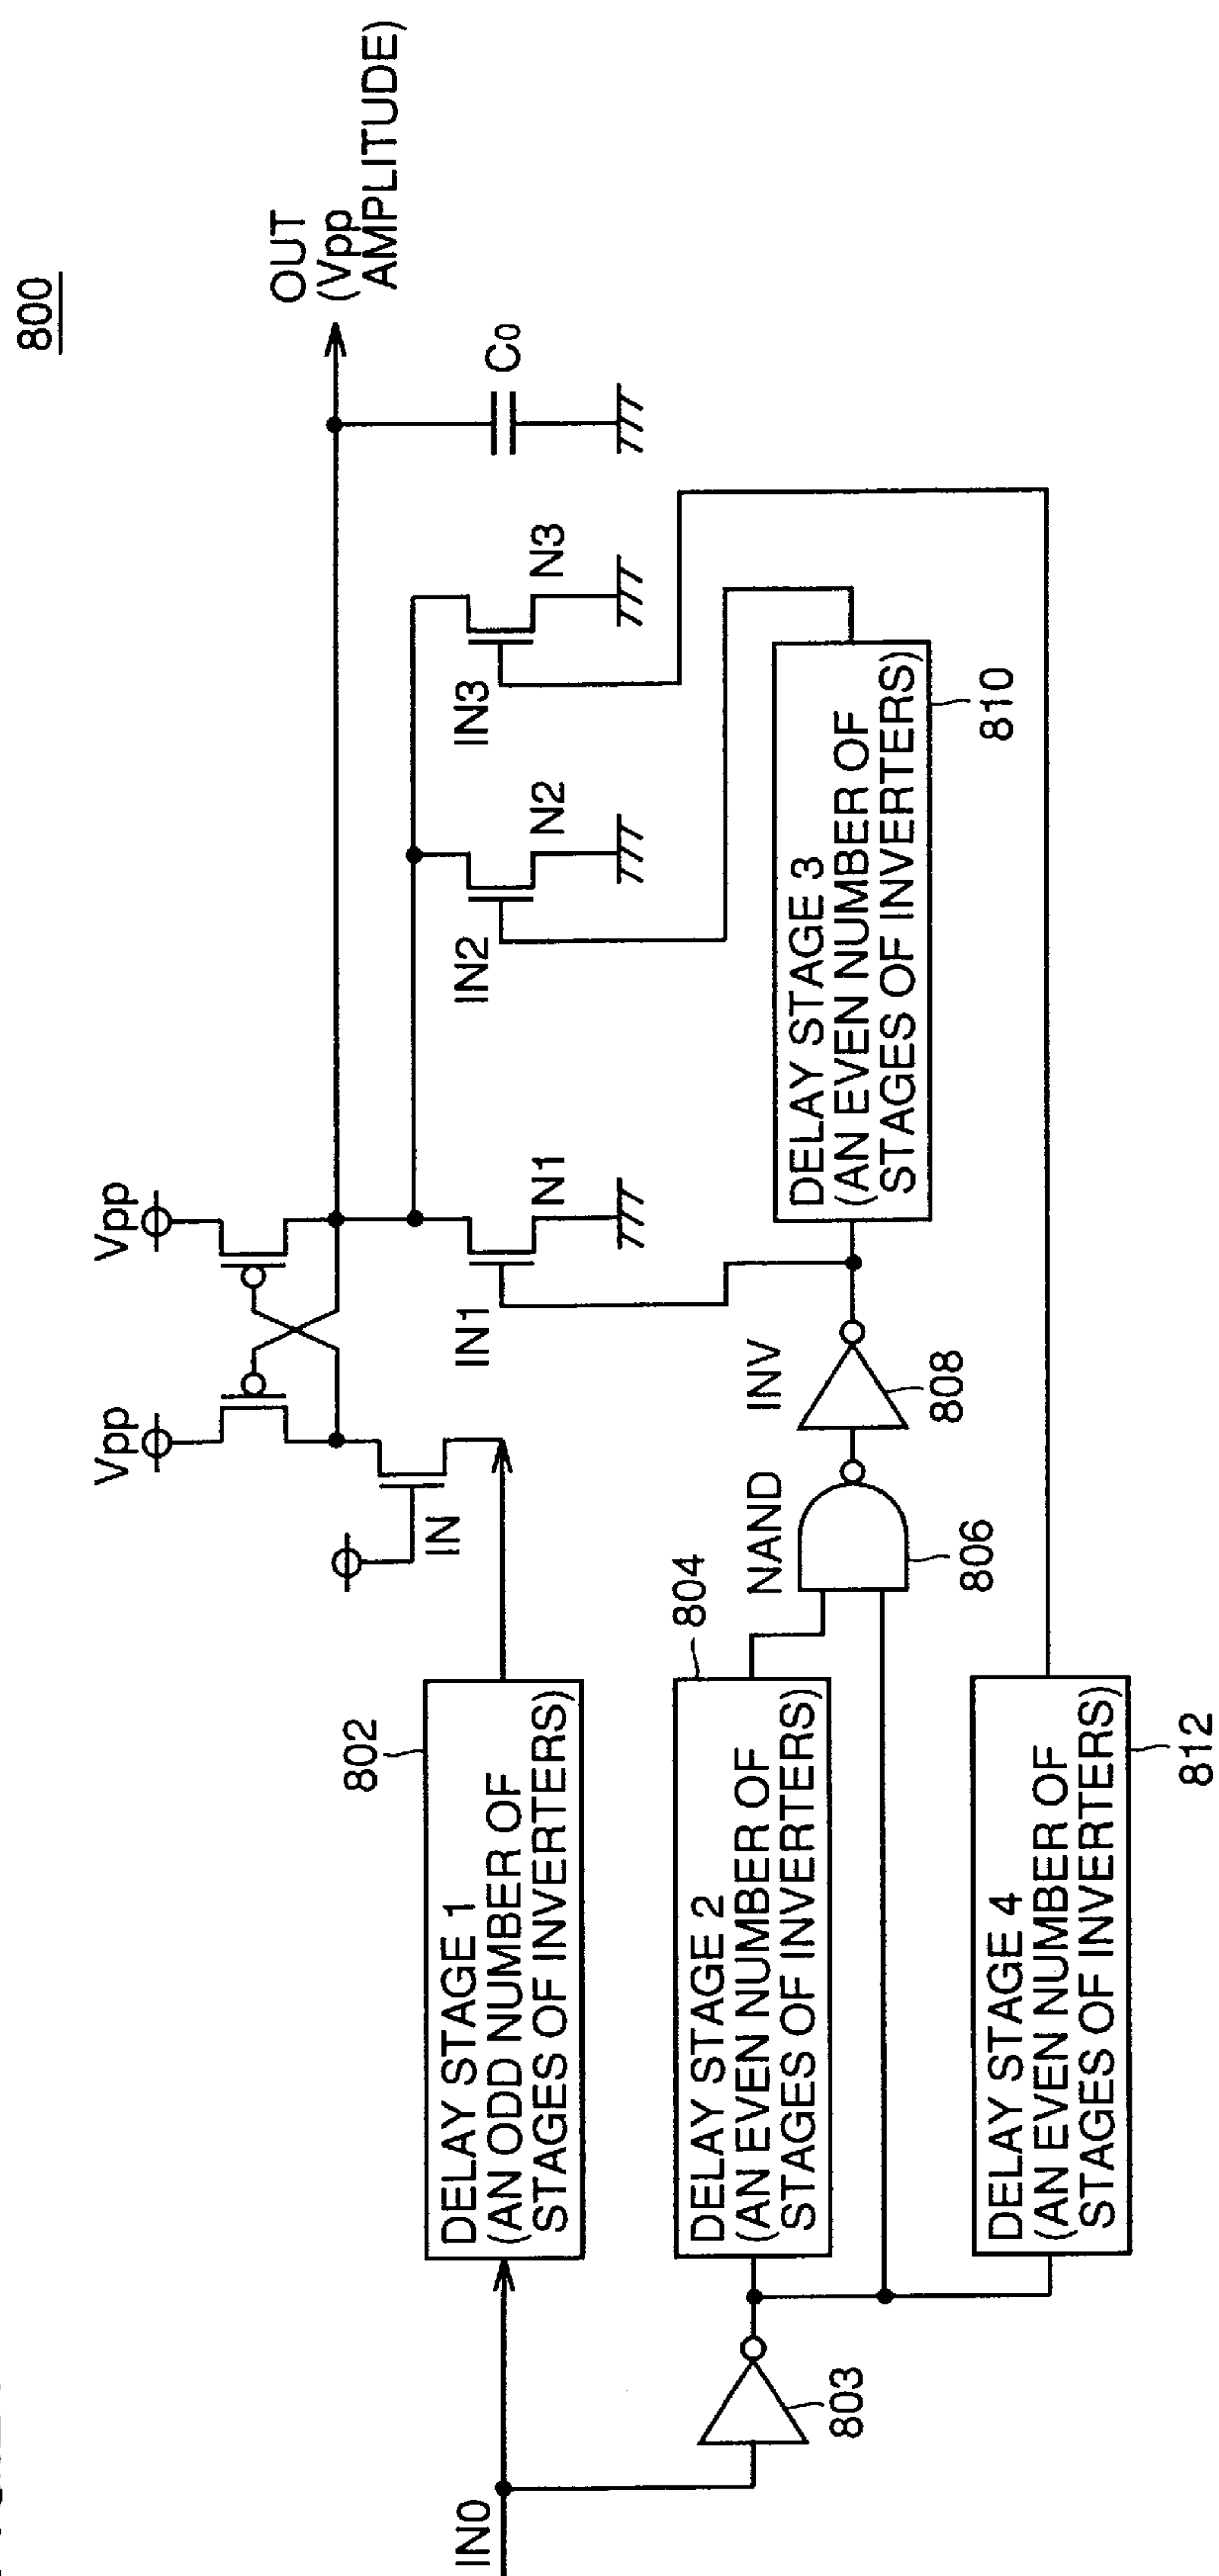 800
OUT
(Vpp
AMPLITUDE)
Vpp
Vpp
C0
IN
IN1
N1
IN2
N2
IN3
N3
802
DELAY STAGE 1
(AN ODD NUMBER OF
STAGES OF INVERTERS)
IN0
803
804
DELAY STAGE 2
(AN EVEN NUMBER OF
STAGES OF INVERTERS)
NAND
806
INV
808
DELAY STAGE 3
(AN EVEN NUMBER OF
STAGES OF INVERTERS)
810
DELAY STAGE 4
(AN EVEN NUMBER OF
STAGES OF INVERTERS)
812